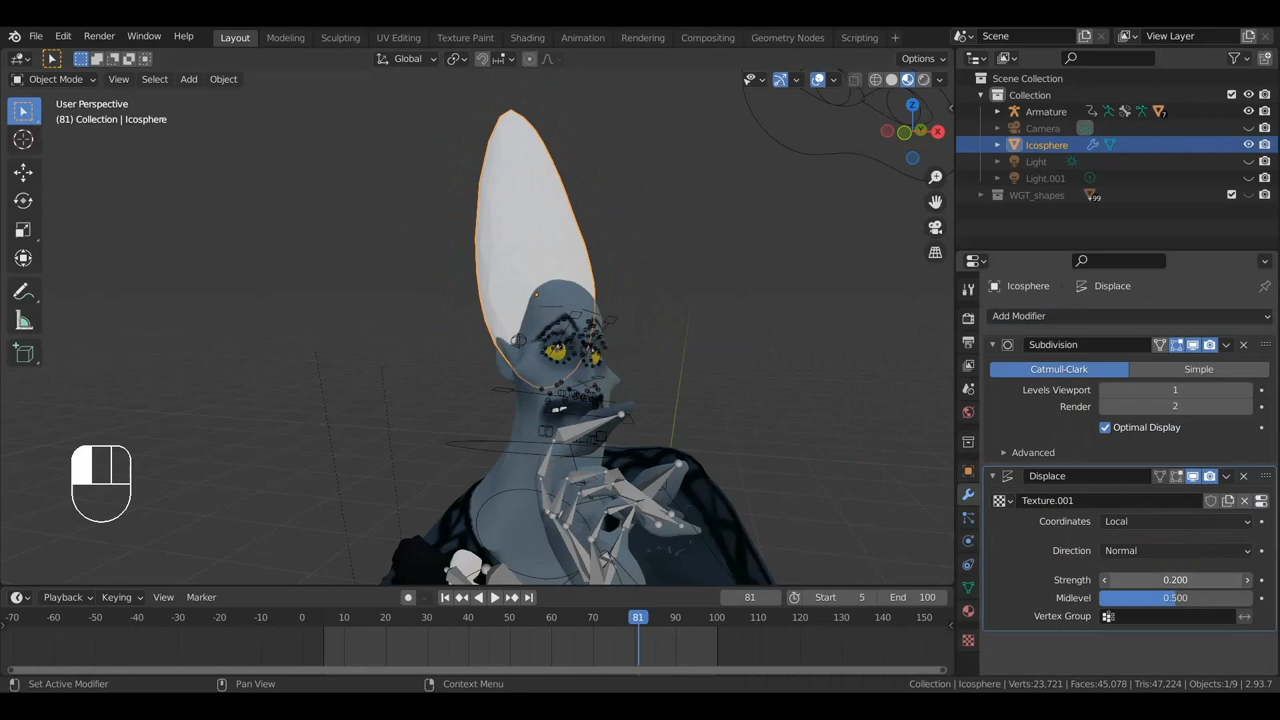 File Edit Render Window Help Layout Modeling Sculpting UV Editing Texture Paint Shading Animation Rendering Compositing Geometry Nodes Scripting Scene View Layer
Global Options
Object Mode View Select Add Object
User Perspective
(81) Collection | Icosphere
Z
X
Y
Scene Collection
Collection
Armature 7
Camera
Icosphere
Light
Light.001
WGT_shapes 99
Icosphere Displace
Add Modifier
Subdivision
Catmull-Clark Simple
Levels Viewport 1
Render 2
Optimal Display
Advanced
Displace
Texture.001
Coordinates Local
Direction Normal
Strength 0.200
Midlevel 0.500
Vertex Group
Playback Keying View Marker 81 Start 5 End 100
-70 -60 -50 -40 -30 -20 -10 0 10 20 30 40 50 60 70 81 90 100 110 120 130 140 150
Set Active Modifier Pan View Context Menu Collection | Icosphere | Verts:23,721 | Faces:45,078 | Tris:47,224 | Objects:1/9 | 2.93.7